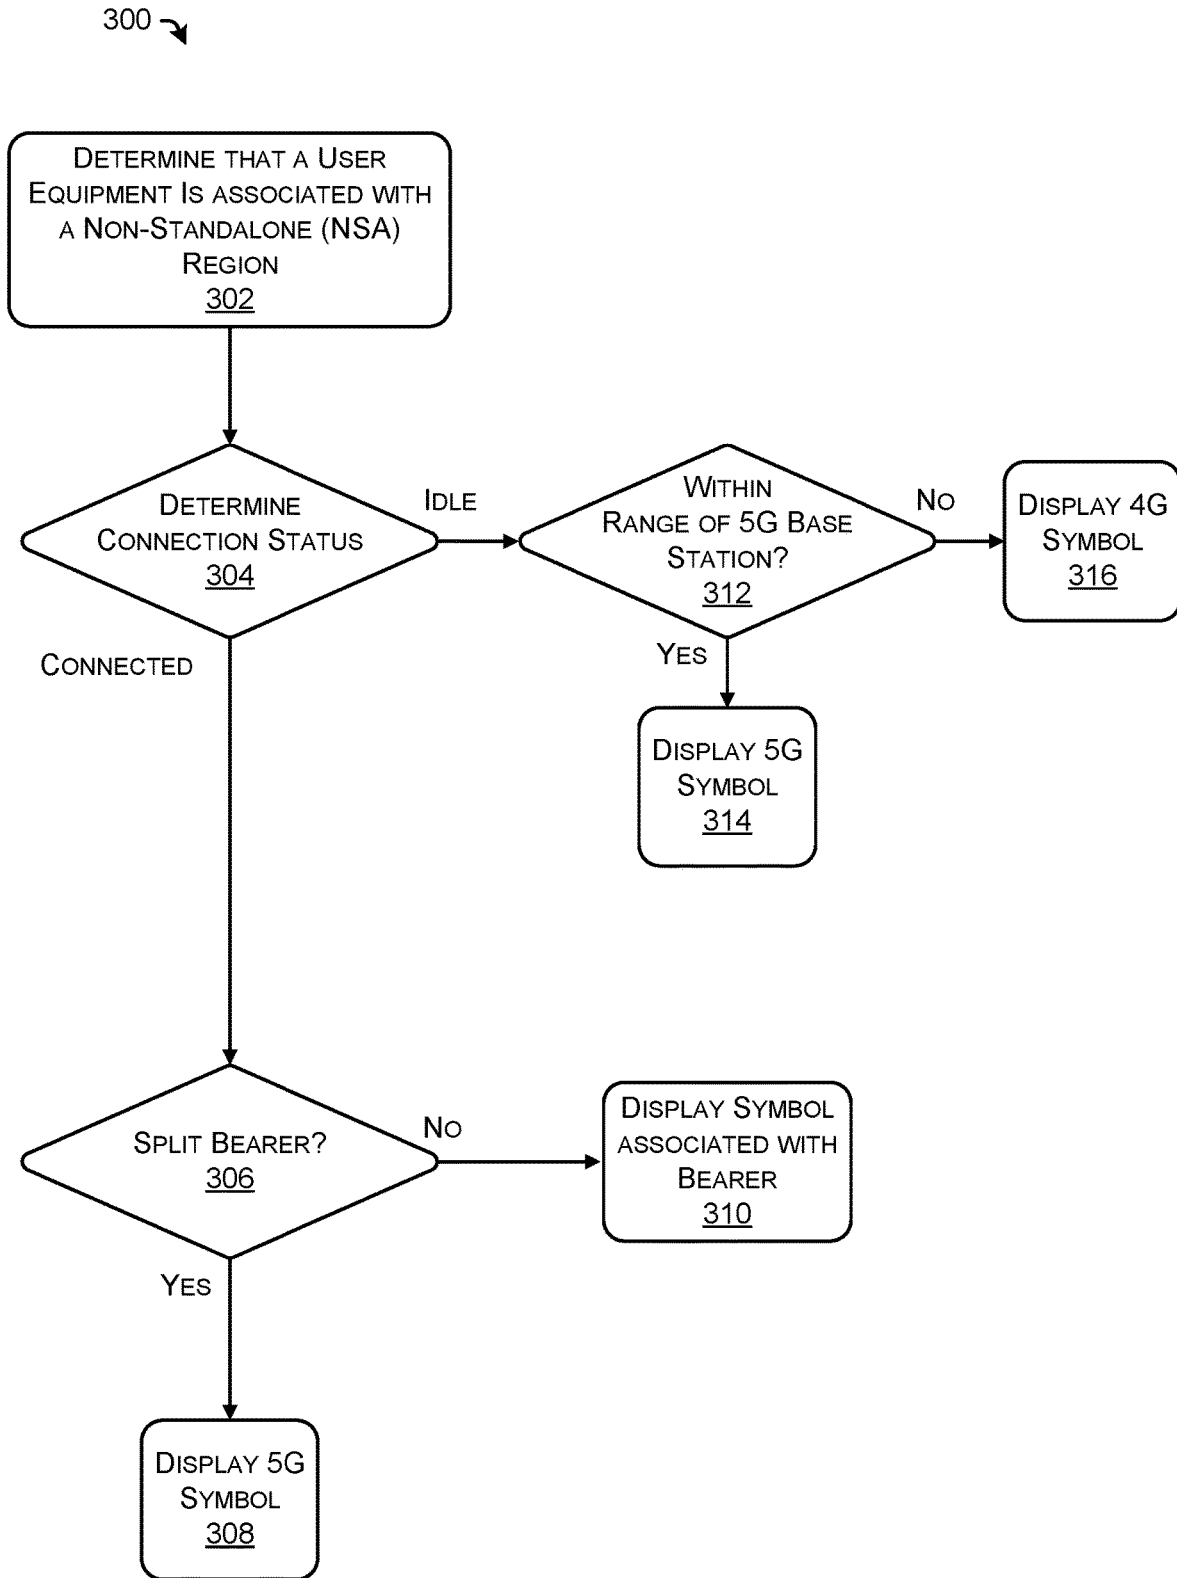 300
DETERMINE THAT A USER
EQUIPMENT IS ASSOCIATED WITH
A NON-STANDALONE (NSA)
REGION
302
DETERMINE
CONNECTION STATUS
304
IDLE
WITHIN
RANGE OF 5G BASE
STATION?
312
NO
DISPLAY 4G
SYMBOL
316
YES
DISPLAY 5G
SYMBOL
314
CONNECTED
SPLIT BEARER?
306
NO
DISPLAY SYMBOL
ASSOCIATED WITH
BEARER
310
YES
DISPLAY 5G
SYMBOL
308